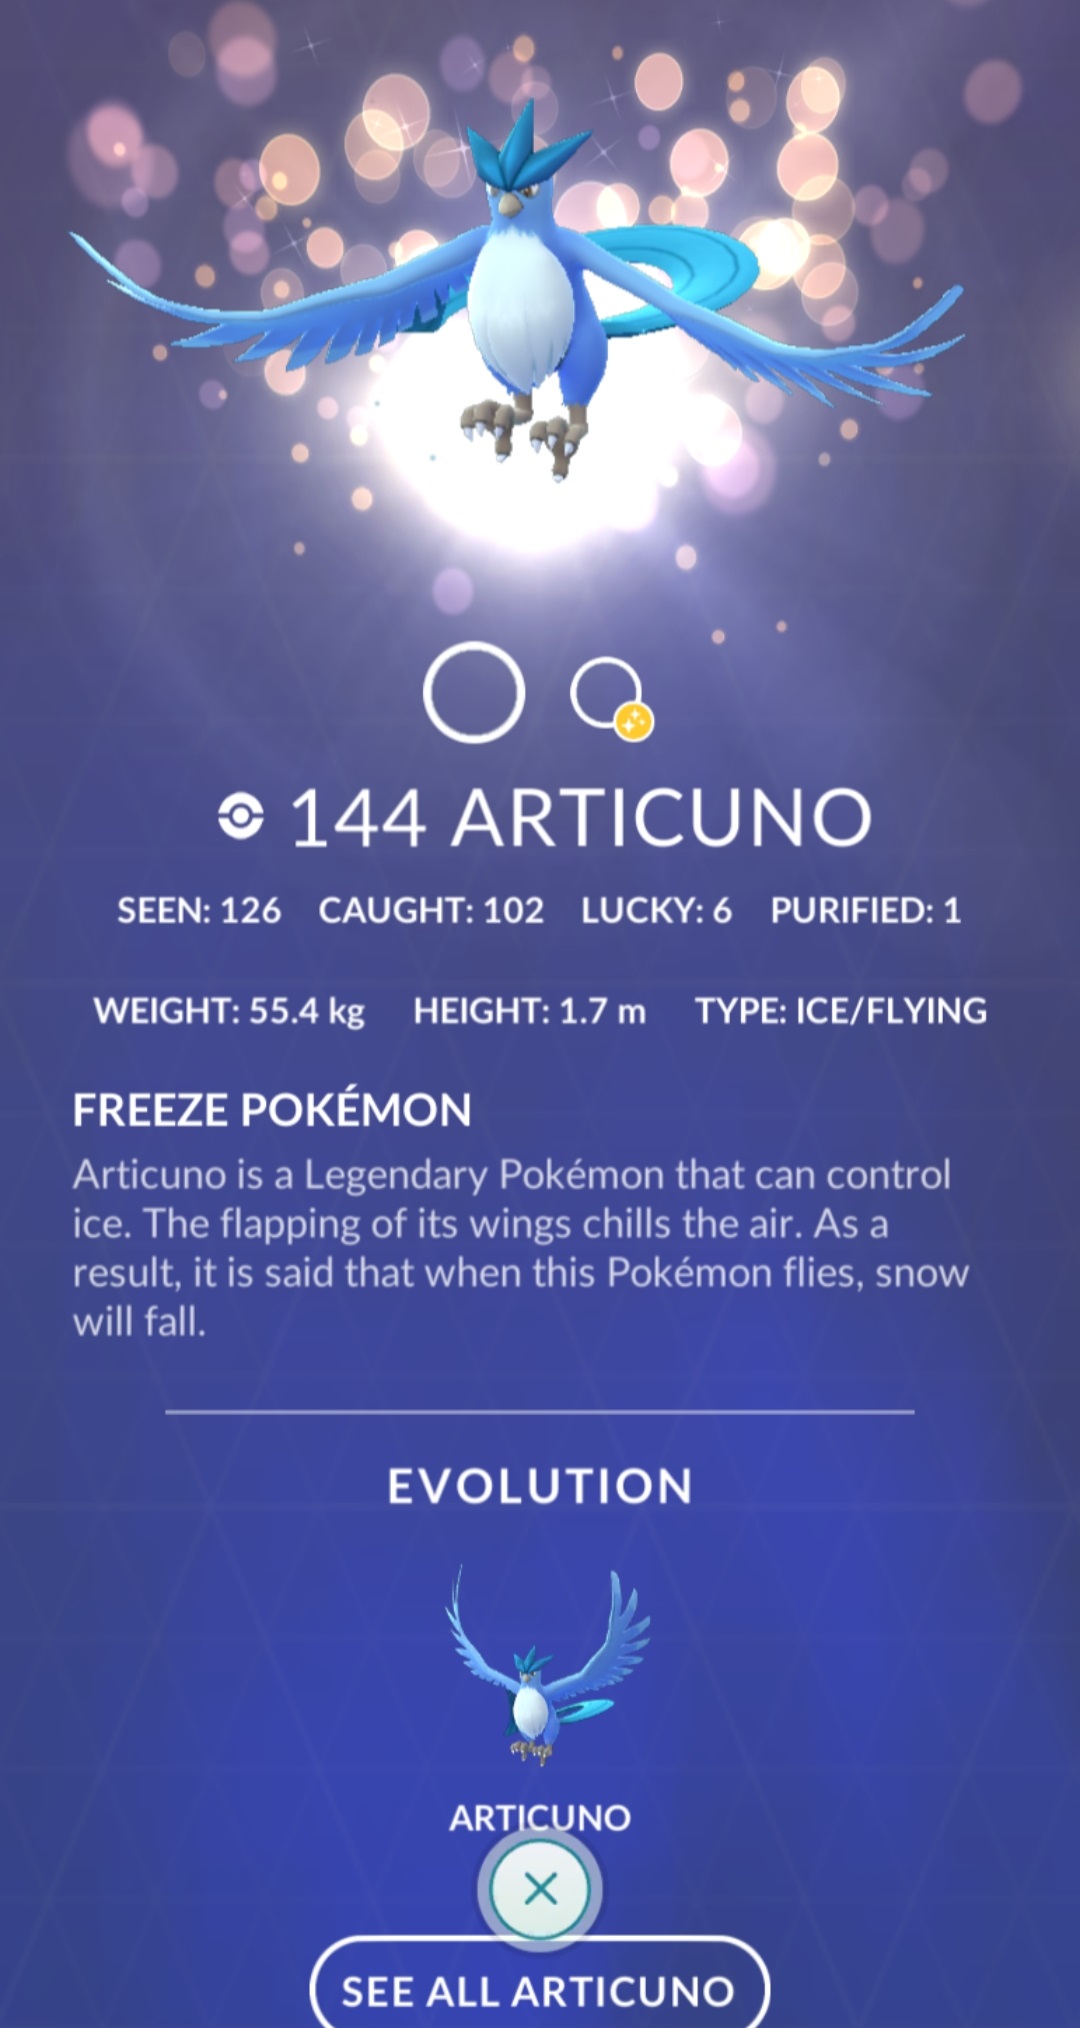 144 ARTICUNO
SEEN: 126 CAUGHT: 102 LUCKY: 6 PURIFIED: 1
WEIGHT: 55.4 kg HEIGHT: 1.7 m TYPE: ICE/FLYING
FREEZE POKÉMON
Articuno is a Legendary Pokémon that can control
ice. The flapping of its wings chills the air. As a
result, it is said that when this Pokémon flies, snow
will fall.
EVOLUTION
ARTICUNO
SEE ALL ARTICUNO